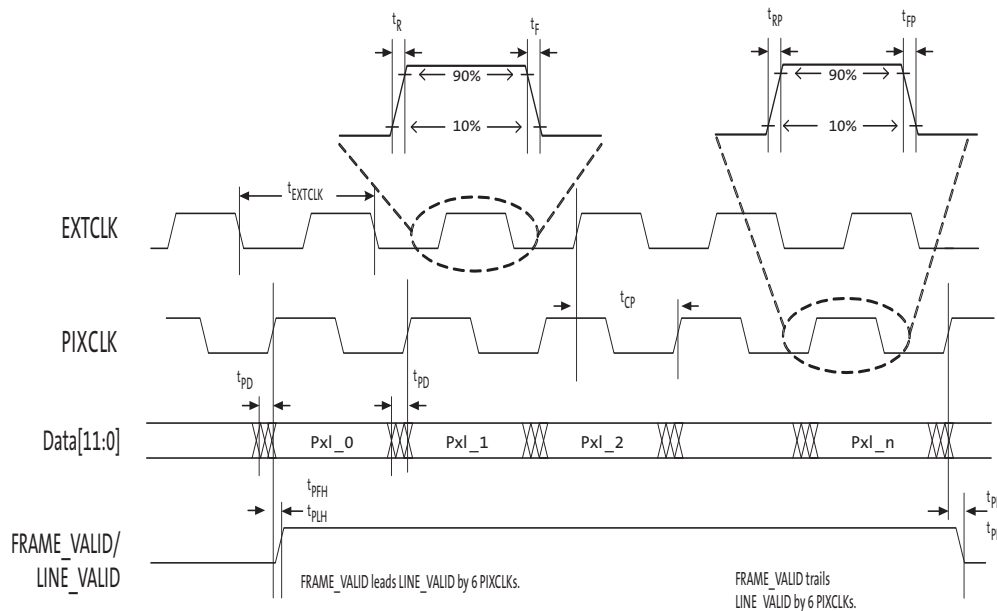 tR tF tRP tFP
90% 90%
10% 10%
tEXTCLK
EXTCLK
tCP
PIXCLK
tPD tPD
Data[11:0] Pxl_0 Pxl_1 Pxl_2 Pxl_n
tPFH
tPLH
FRAME_VALID/
LINE_VALID
FRAME_VALID leads LINE_VALID by 6 PIXCLKs.
FRAME_VALID trails
LINE_VALID by 6 PIXCLKs.